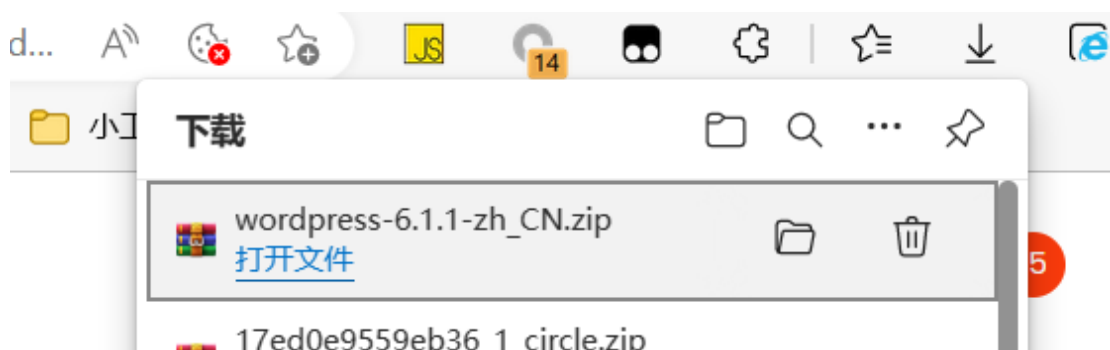 d...
JS
14
小工
下载
wordpress-6.1.1-zh_CN.zip
打开文件
5
17ed0e9559eb36_1_circle.zip